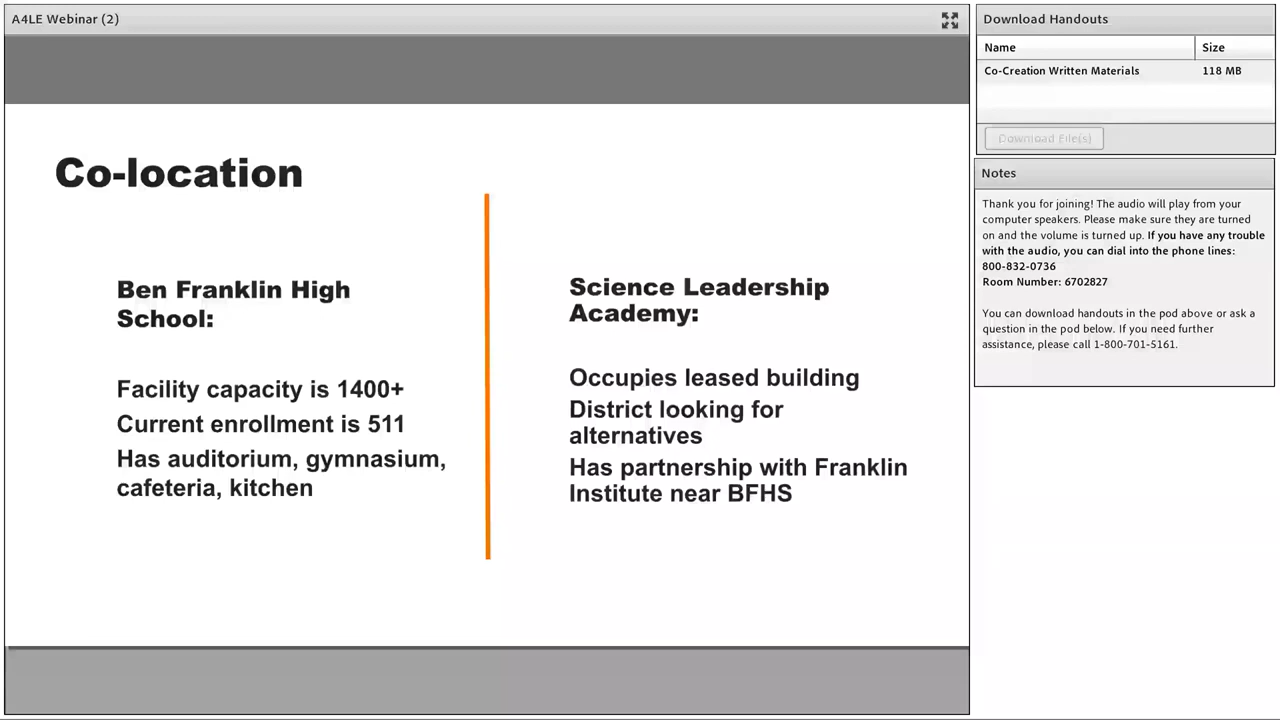 A4LE Webinar (2)
Co-location
Ben Franklin High
School:
Facility capacity is 1400+
Current enrollment is 511
Has auditorium, gymnasium,
cafeteria, kitchen
Science Leadership
Academy:
Occupies leased building
District looking for
alternatives
Has partnership with Franklin
Institute near BFHS
Download Handouts
Name Size
Co-Creation Written Materials 118 MB
Download File(s)
Notes
Thank you for joining! The audio will play from your
computer speakers. Please make sure they are turned
on and the volume is turned up. If you have any trouble
with the audio, you can dial into the phone lines:
800-832-0736
Room Number: 6702827
You can download handouts in the pod above or ask a
question in the pod below. If you need further
assistance, please call 1-800-701-5161.